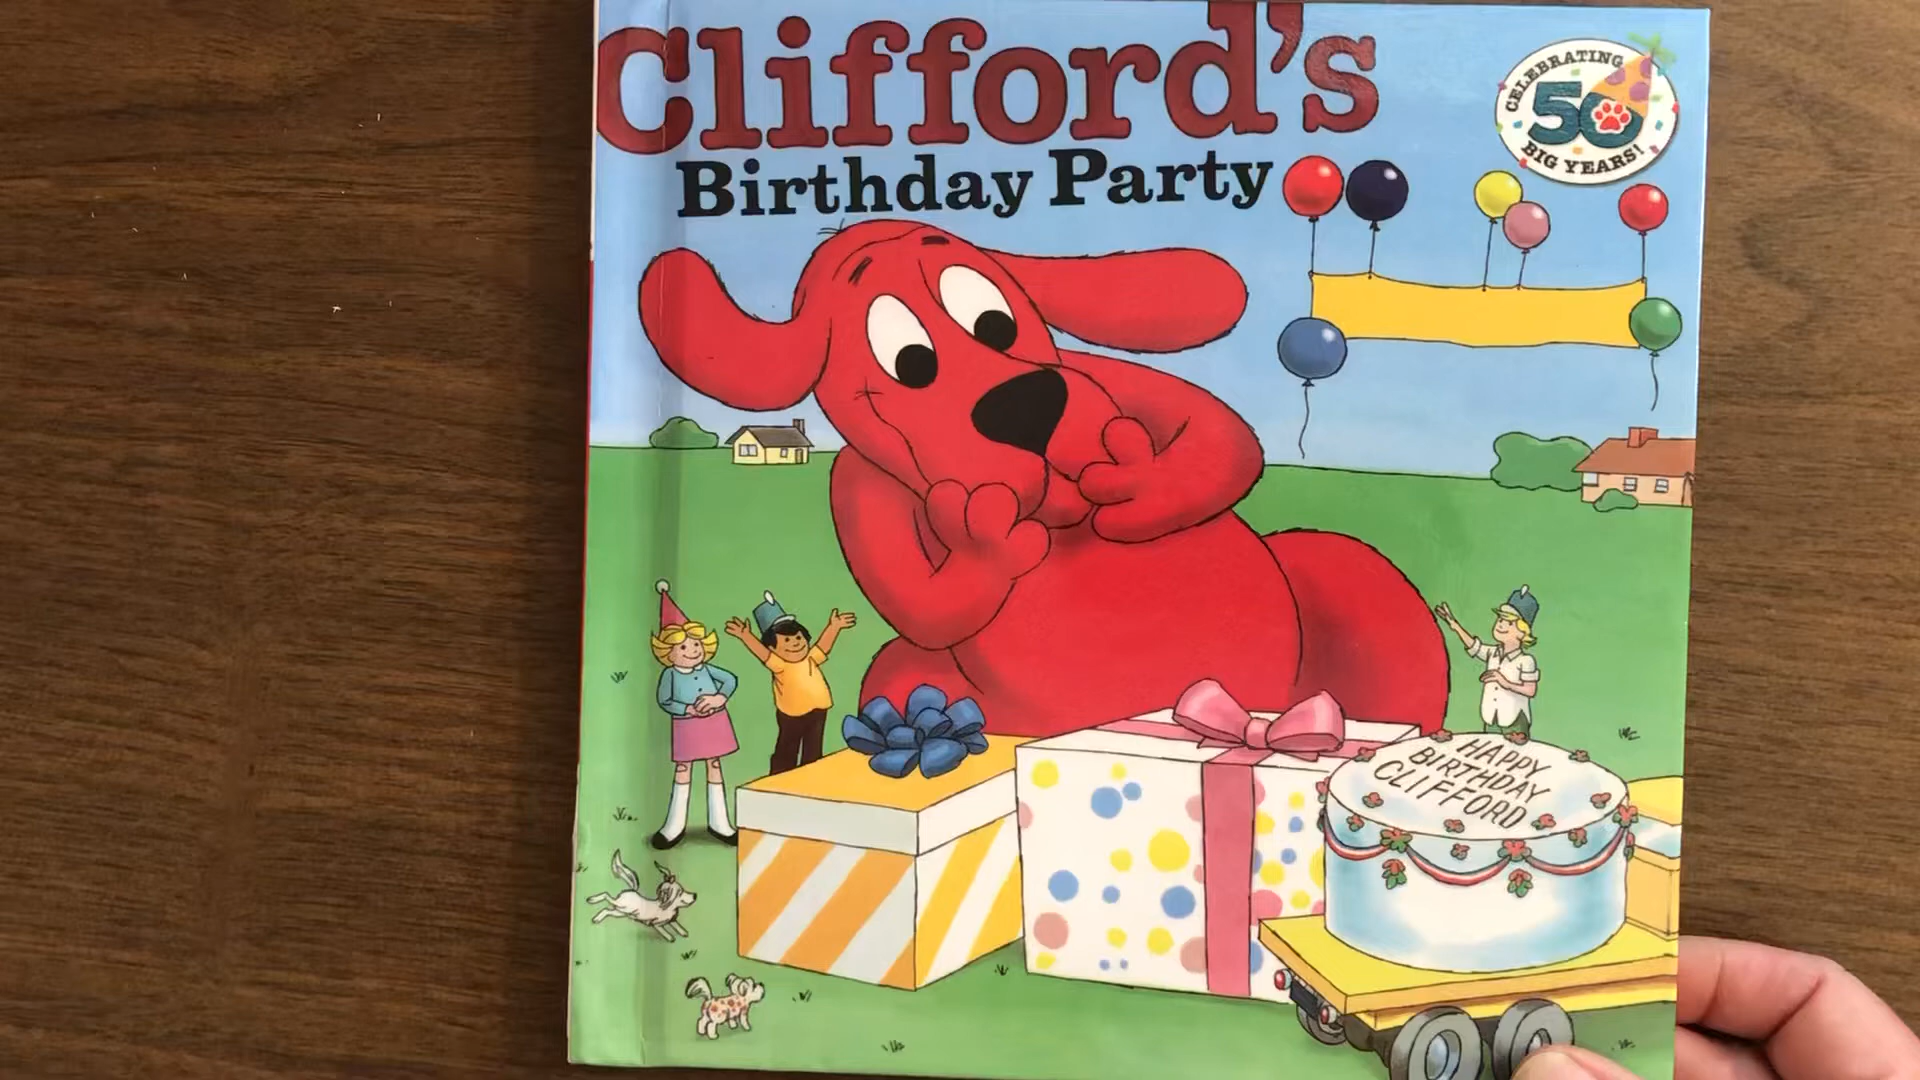 Clifford's
Birthday Party
CELEBRATING
50
BIG YEARS!
HAPPY
BIRTHDAY
CLIFFORD